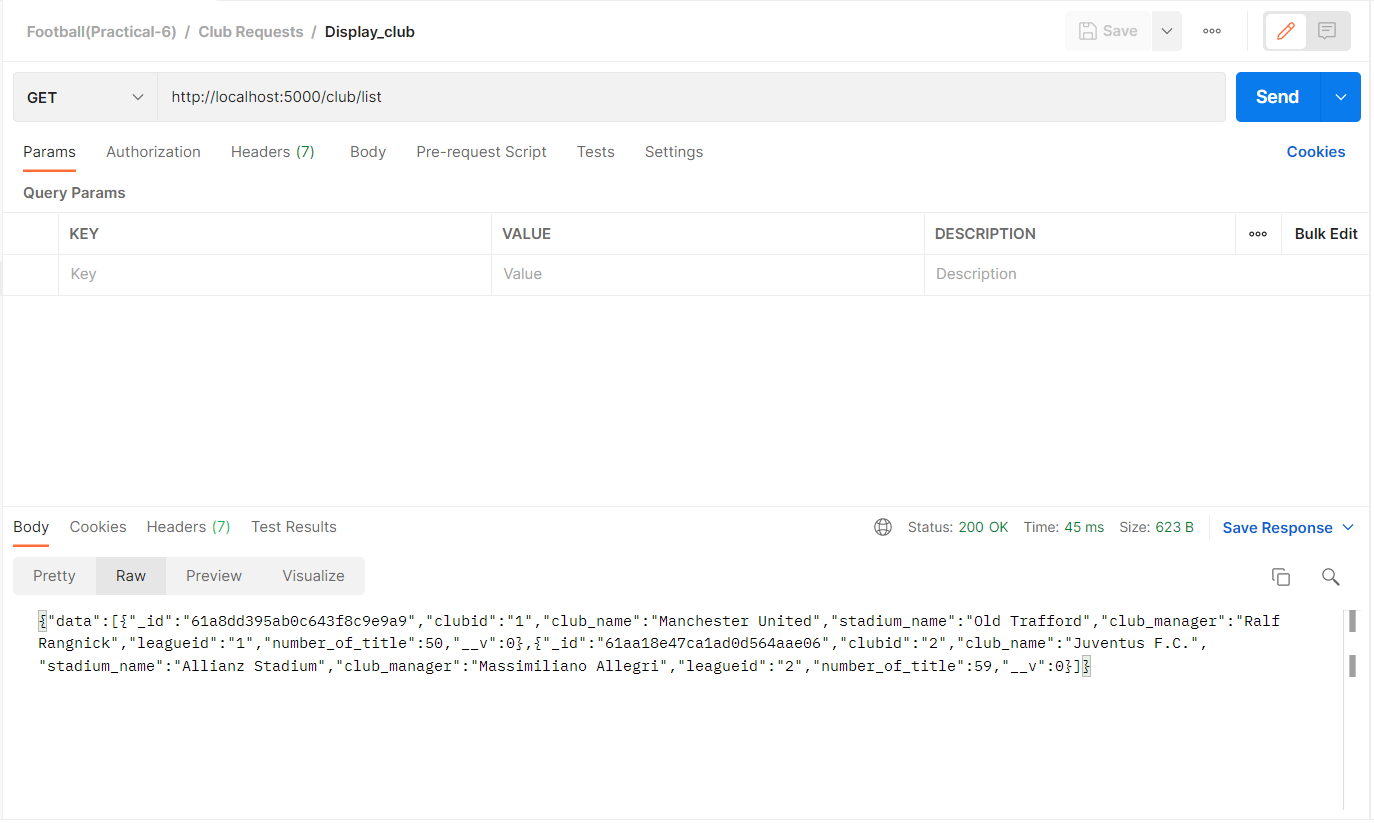 Football(Practical-6) / Club Requests / Display_club
Save
GET
http://localhost:5000/club/list
Send
Params Authorization Headers (7) Body Pre-request Script Tests Settings Cookies
Query Params
KEY VALUE DESCRIPTION Bulk Edit
Key Value Description
Body Cookies Headers (7) Test Results Status: 200 OK Time: 45 ms Size: 623 B Save Response
Pretty Raw Preview Visualize
{"data":[{"_id":"61a8dd395ab0c643f8c9e9a9","clubid":"1","club_name":"Manchester United","stadium_name":"Old Trafford","club_manager":"Ralf
Rangnick","leagueid":"1","number_of_title":50,"__v":0},{"_id":"61aa18e47ca1ad0d564aae06","clubid":"2","club_name":"Juventus F.C.",
"stadium_name":"Allianz Stadium","club_manager":"Massimiliano Allegri","leagueid":"2","number_of_title":59,"__v":0}]}